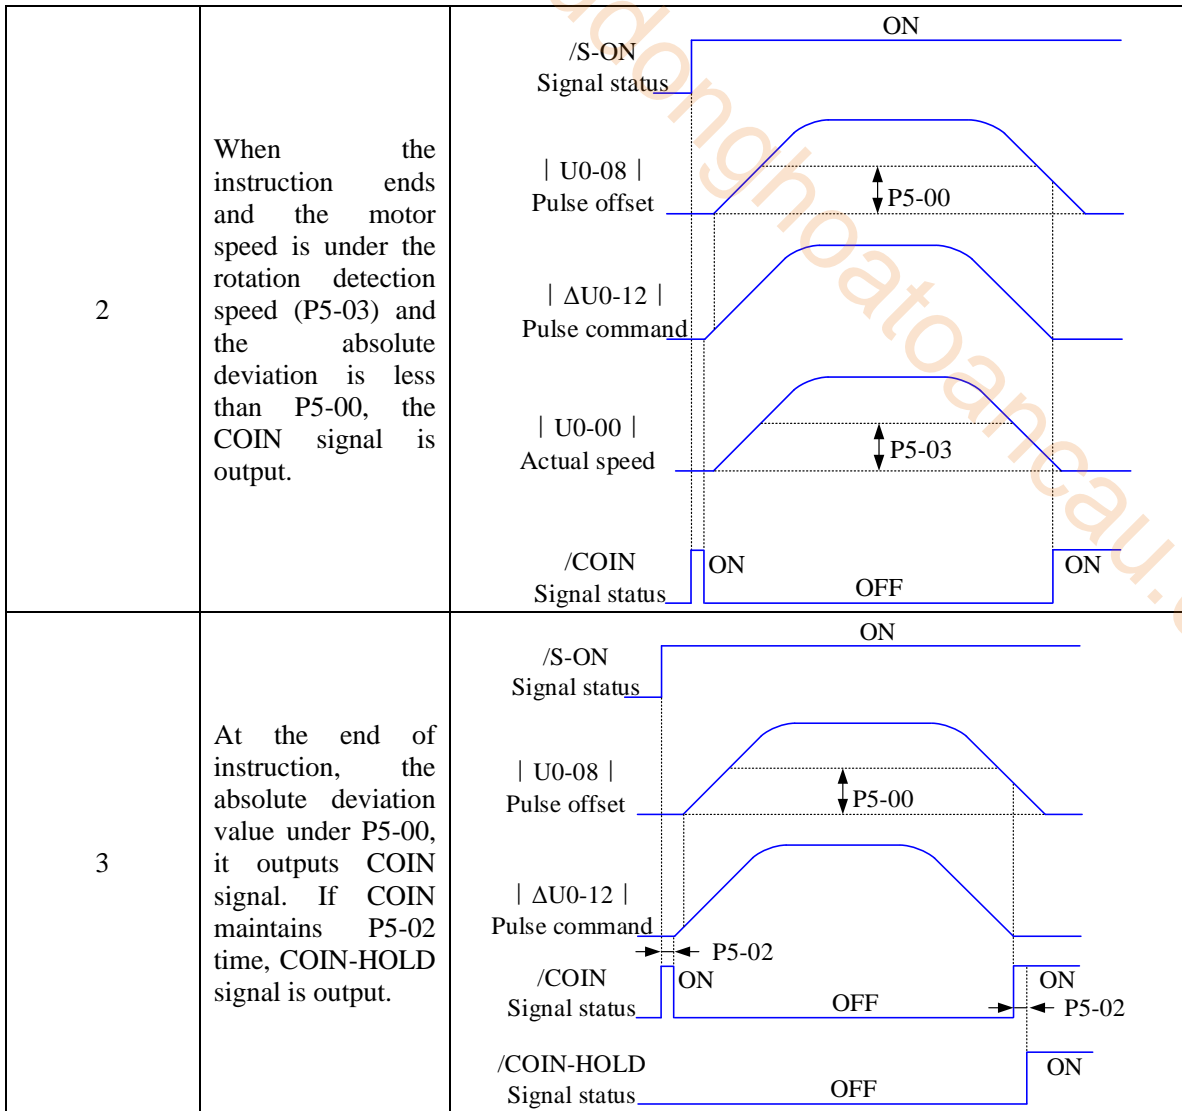 2
When the
instruction ends
and the motor
speed is under the
rotation detection
speed (P5-03) and
the absolute
deviation is less
than P5-00, the
COIN signal is
output.
ON
/S-ON
Signal status
| U0-08 |
Pulse offset
P5-00
| ΔU0-12 |
Pulse command
| U0-00 |
Actual speed
P5-03
/COIN
Signal status
ON
OFF
ON
3
At the end of
instruction, the
absolute deviation
value under P5-00,
it outputs COIN
signal. If COIN
maintains P5-02
time, COIN-HOLD
signal is output.
ON
/S-ON
Signal status
| U0-08 |
Pulse offset
P5-00
| ΔU0-12 |
Pulse command
P5-02
/COIN
Signal status
ON
OFF
ON
P5-02
/COIN-HOLD
Signal status
OFF
ON